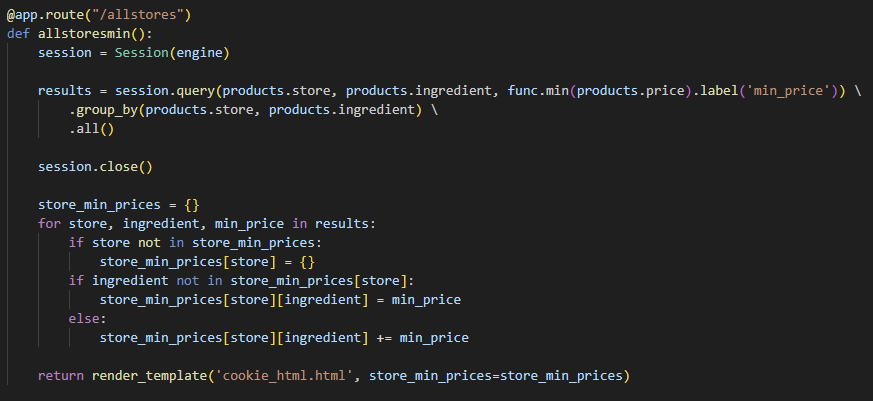 @app.route("/allstores")
def allstoresmin():
    session = Session(engine)

    results = session.query(products.store, products.ingredient, func.min(products.price).label('min_price')) \
        .group_by(products.store, products.ingredient) \
        .all()

    session.close()

    store_min_prices = {}
    for store, ingredient, min_price in results:
        if store not in store_min_prices:
            store_min_prices[store] = {}
        if ingredient not in store_min_prices[store]:
            store_min_prices[store][ingredient] = min_price
        else:
            store_min_prices[store][ingredient] += min_price

    return render_template('cookie_html.html', store_min_prices=store_min_prices)